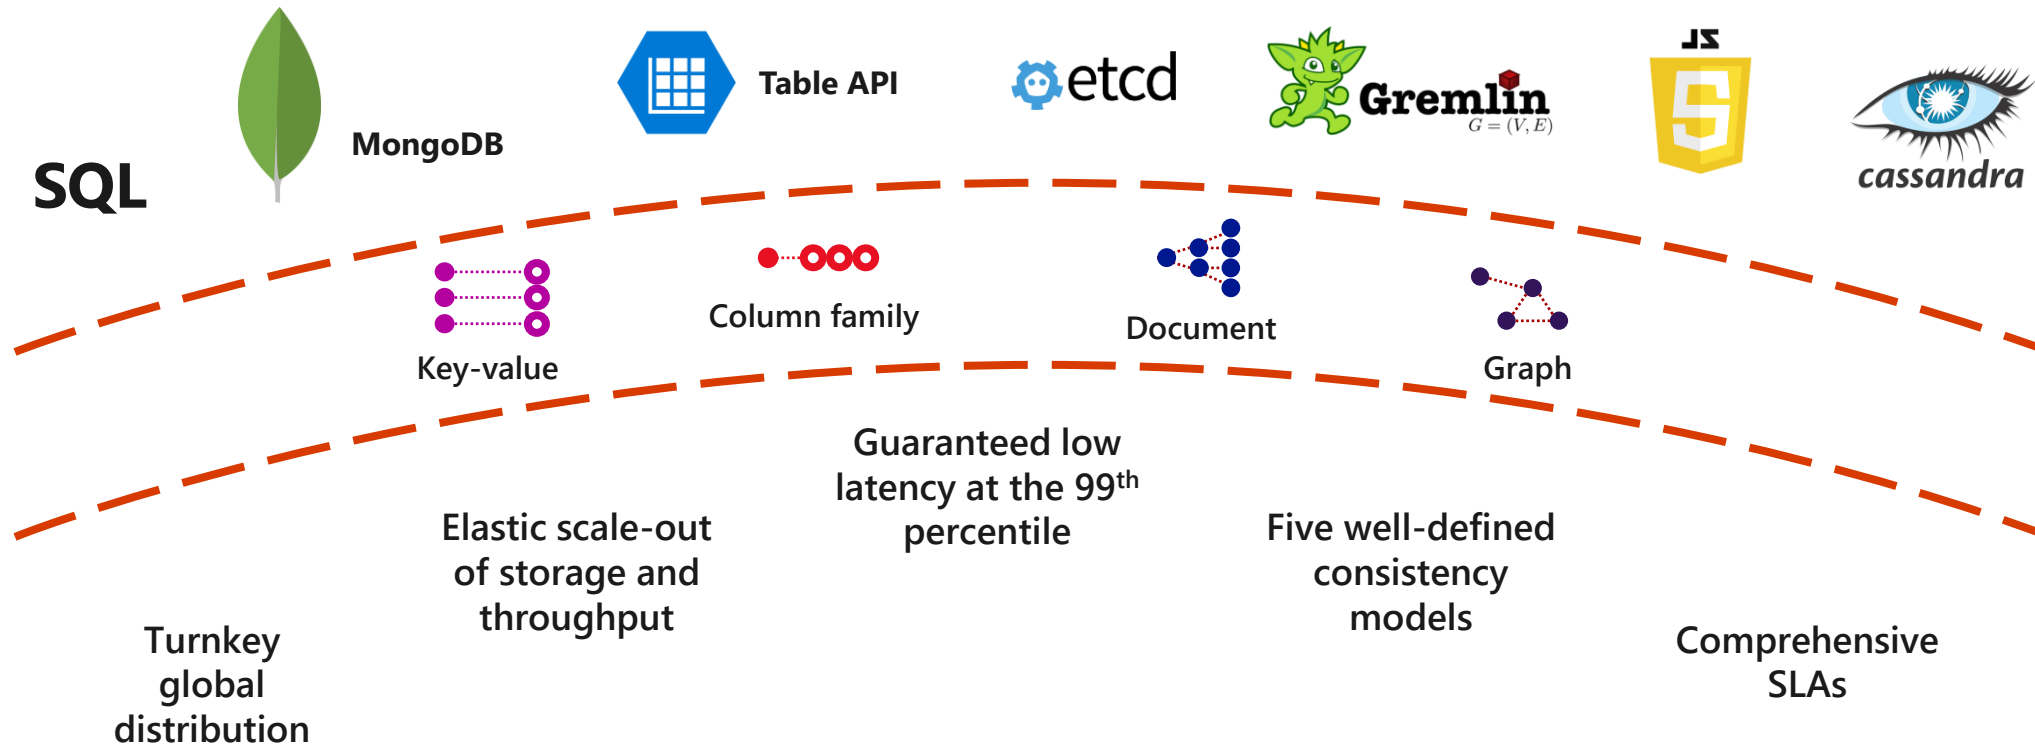 SQL
MongoDB
Table API
etcd
Gremlin
G = (V, E)
JS
5
cassandra
Key-value
Column family
Document
Graph
Turnkey
global
distribution
Elastic scale-out
of storage and
throughput
Guaranteed low
latency at the 99th
percentile
Five well-defined
consistency
models
Comprehensive
SLAs